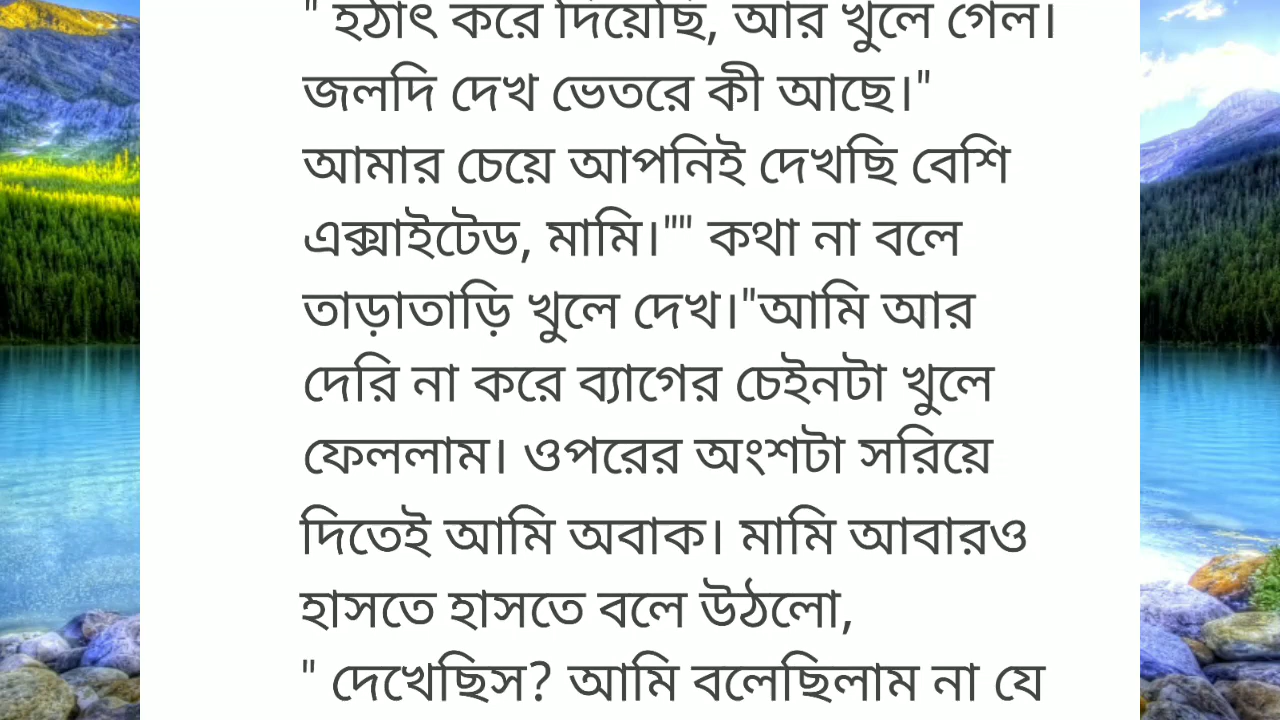 " হঠাৎ করে দিয়েছি, আর খুলে গেল।
জলদি দেখ ভেতরে কী আছে।"
আমার চেয়ে আপনিই দেখছি বেশি
এক্সাইটেড, মামি।"" কথা না বলে
তাড়াতাড়ি খুলে দেখ।"আমি আর
দেরি না করে ব্যাগের চেইনটা খুলে
ফেললাম। ওপরের অংশটা সরিয়ে
দিতেই আমি অবাক। মামি আবারও
হাসতে হাসতে বলে উঠলো,
" দেখেছিস? আমি বলেছিলাম না যে